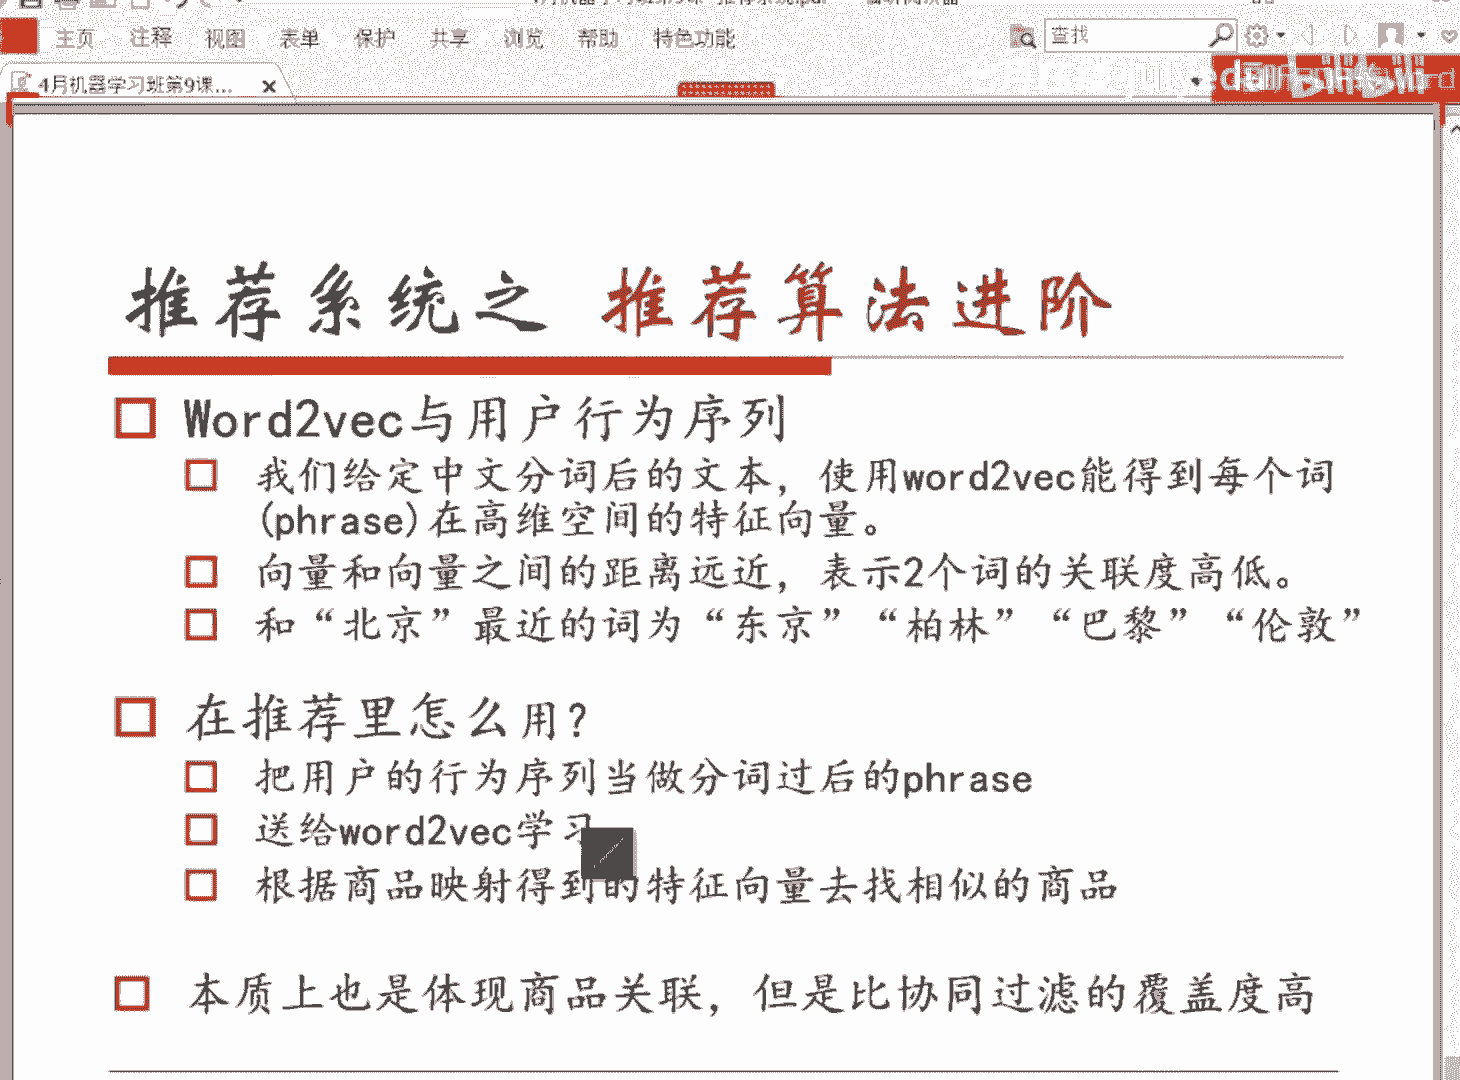 主页 注释 视图 表单 保护 共享 浏览 帮助 特色功能 查找
4月机器学习班第9课...
bilibili
推荐系统之 推荐算法进阶
Word2vec与用户行为序列
我们给定中文分词后的文本，使用word2vec能得到每个词
(phrase)在高维空间的特征向量。
向量和向量之间的距离远近，表示2个词的关联度高低。
和“北京”最近的词为“东京”“柏林”“巴黎”“伦敦”
在推荐里怎么用?
把用户的行为序列当做分词过后的phrase
送给word2vec学习
根据商品映射得到的特征向量去找相似的商品
本质上也是体现商品关联，但是比协同过滤的覆盖度高